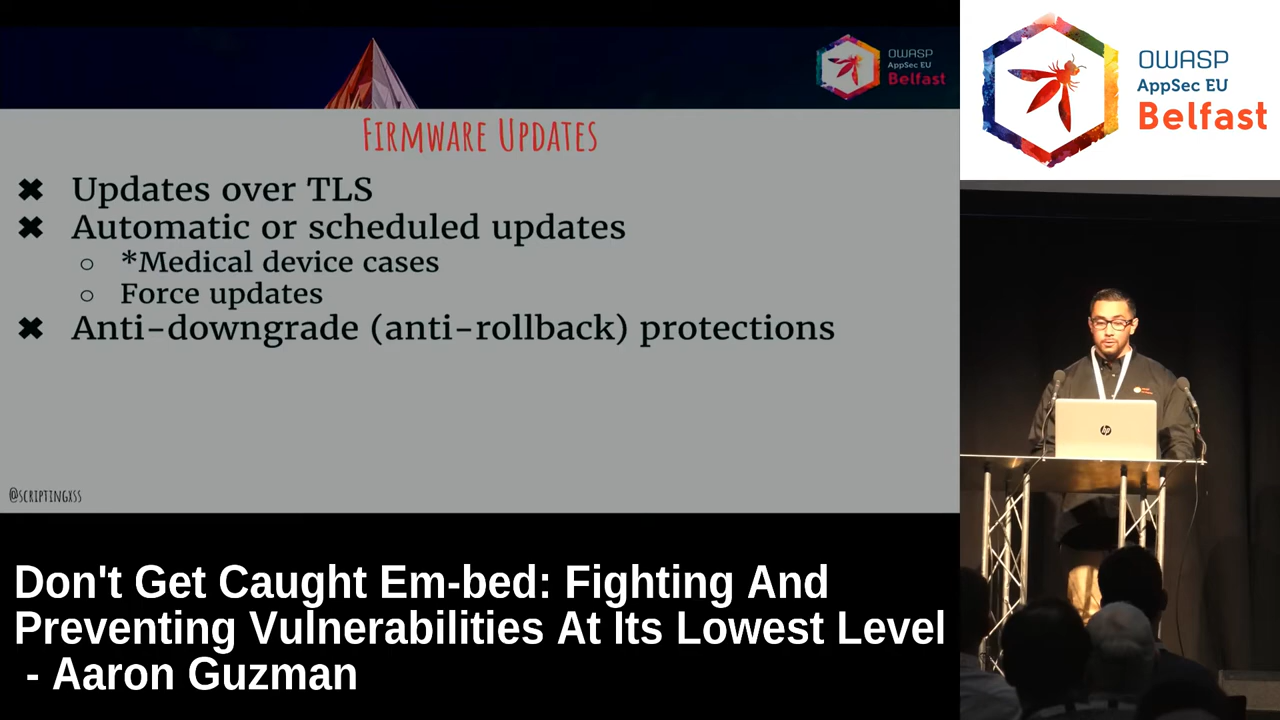 OWASP
AppSec EU
Belfast
FIRMWARE UPDATES
✖ Updates over TLS
✖ Automatic or scheduled updates
○ *Medical device cases
○ Force updates
✖ Anti-downgrade (anti-rollback) protections
@SCRIPTINGXSS
OWASP
AppSec EU
Belfast
hp
Don't Get Caught Em-bed: Fighting And
Preventing Vulnerabilities At Its Lowest Level
- Aaron Guzman